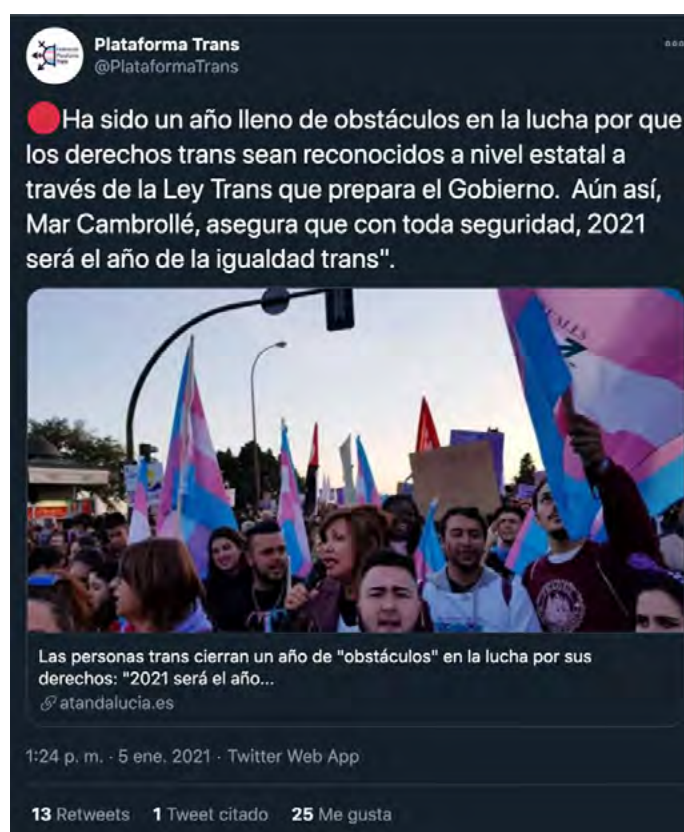 Plataforma Trans
@PlataformaTrans
Ha sido un año lleno de obstáculos en la lucha por que
los derechos trans sean reconocidos a nivel estatal a
través de la Ley Trans que prepara el Gobierno. Aún así,
Mar Cambrollé, asegura que con toda seguridad, 2021
será el año de la igualdad trans".
Las personas trans cierran un año de "obstáculos" en la lucha por sus
derechos: "2021 será el año...
atandalucia.es
1:24 p. m. · 5 ene. 2021 · Twitter Web App
13 Retweets 1 Tweet citado 25 Me gusta